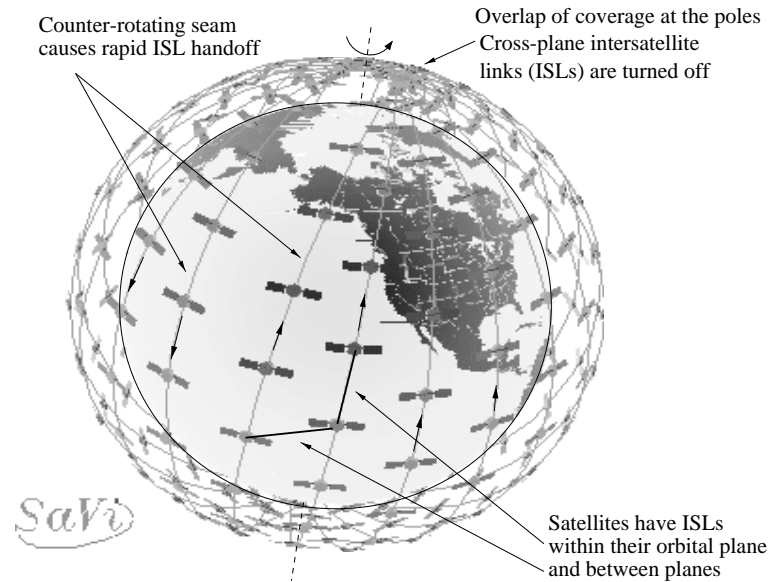 Counter-rotating seam
causes rapid ISL handoff
Overlap of coverage at the poles
Cross-plane intersatellite
links (ISLs) are turned off
SaVi
Satellites have ISLs
within their orbital plane
and between planes